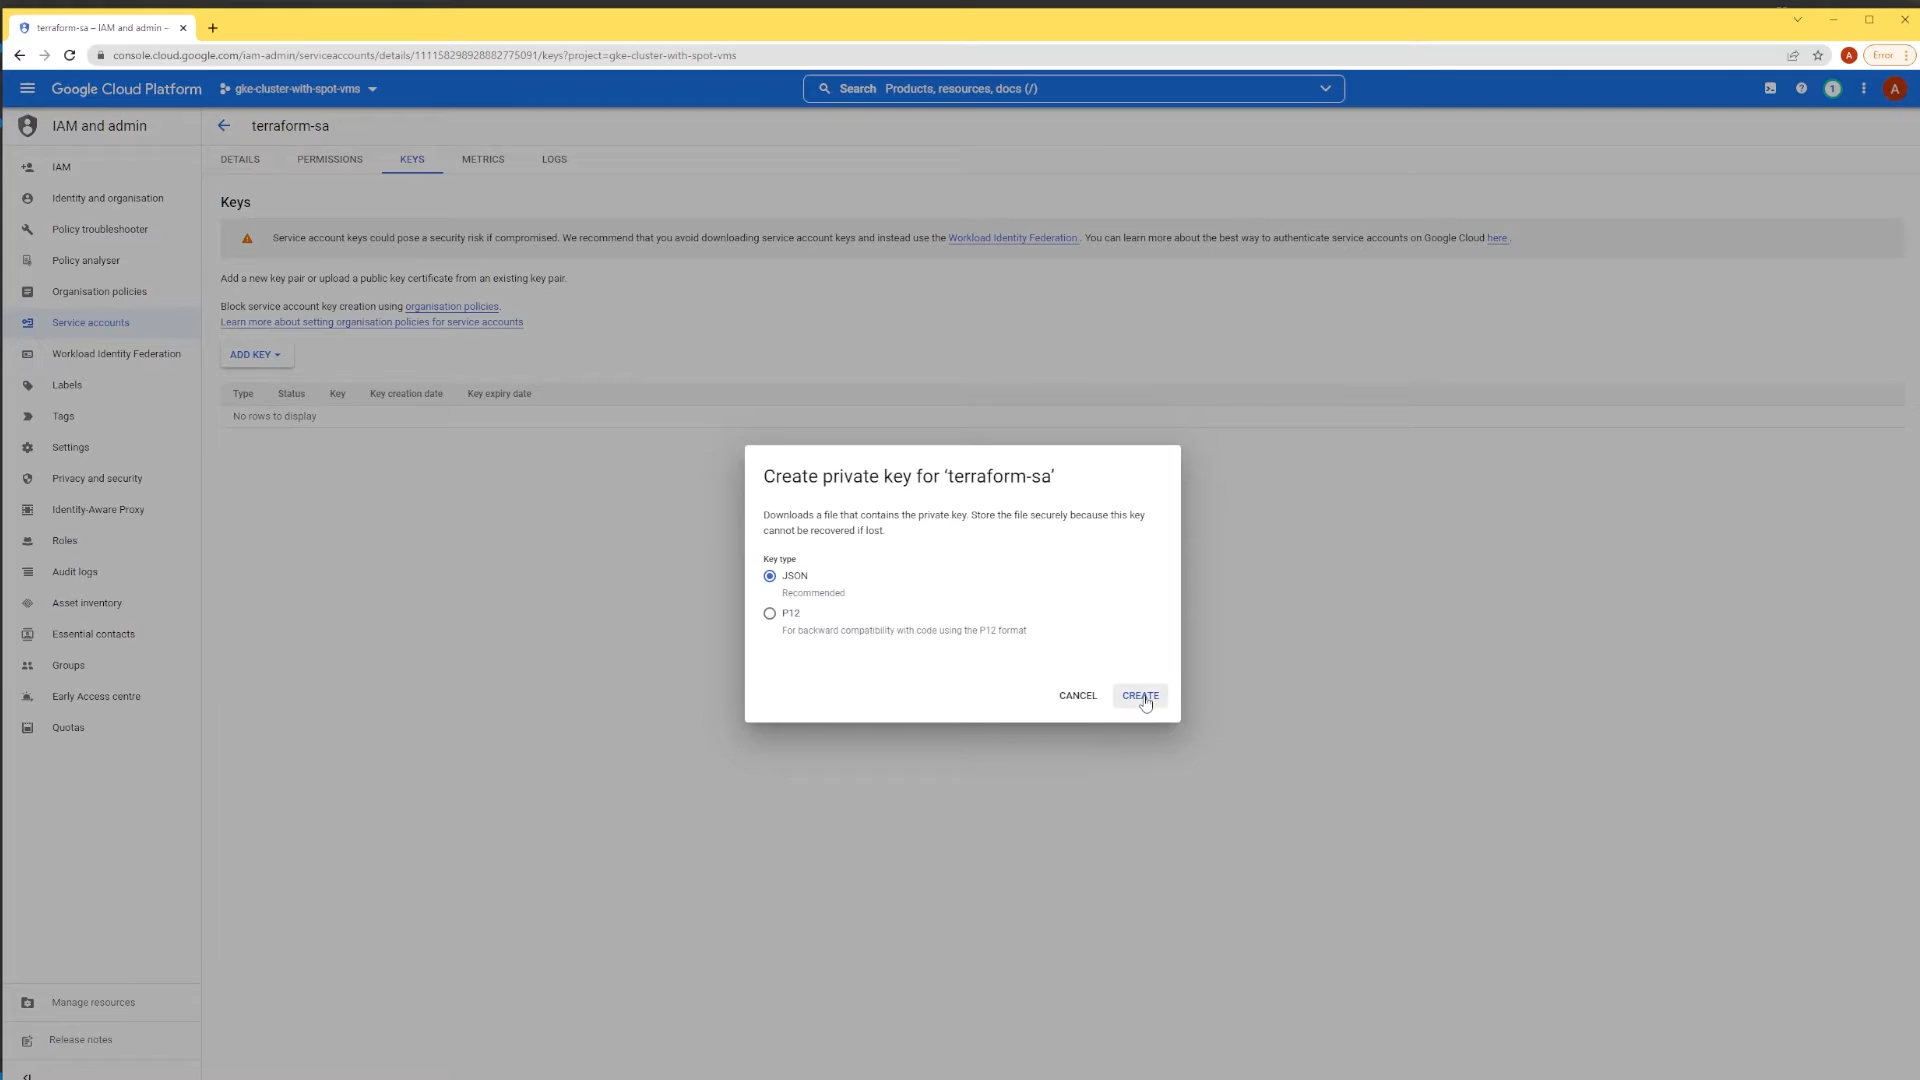 terraform-sa – IAM and admin –
console.cloud.google.com/iam-admin/serviceaccounts/details/111158298928882775091/keys?project=gke-cluster-with-spot-vms
A
Error
Google Cloud Platform
gke-cluster-with-spot-vms
Search Products, resources, docs (/)
1
A
IAM and admin
terraform-sa
DETAILS
PERMISSIONS
KEYS
METRICS
LOGS
IAM
Identity and organisation
Policy troubleshooter
Policy analyser
Organisation policies
Service accounts
Workload Identity Federation
Labels
Tags
Settings
Privacy and security
Identity-Aware Proxy
Roles
Audit logs
Asset inventory
Essential contacts
Groups
Early Access centre
Quotas
Manage resources
Release notes
Keys
Service account keys could pose a security risk if compromised. We recommend that you avoid downloading service account keys and instead use the Workload Identity Federation . You can learn more about the best way to authenticate service accounts on Google Cloud here .
Add a new key pair or upload a public key certificate from an existing key pair.
Block service account key creation using organisation policies.
Learn more about setting organisation policies for service accounts
ADD KEY
Type Status Key Key creation date Key expiry date
No rows to display
Create private key for ‘terraform-sa’
Downloads a file that contains the private key. Store the file securely because this key
cannot be recovered if lost.
Key type
JSON
Recommended
P12
For backward compatibility with code using the P12 format
CANCEL
CREATE